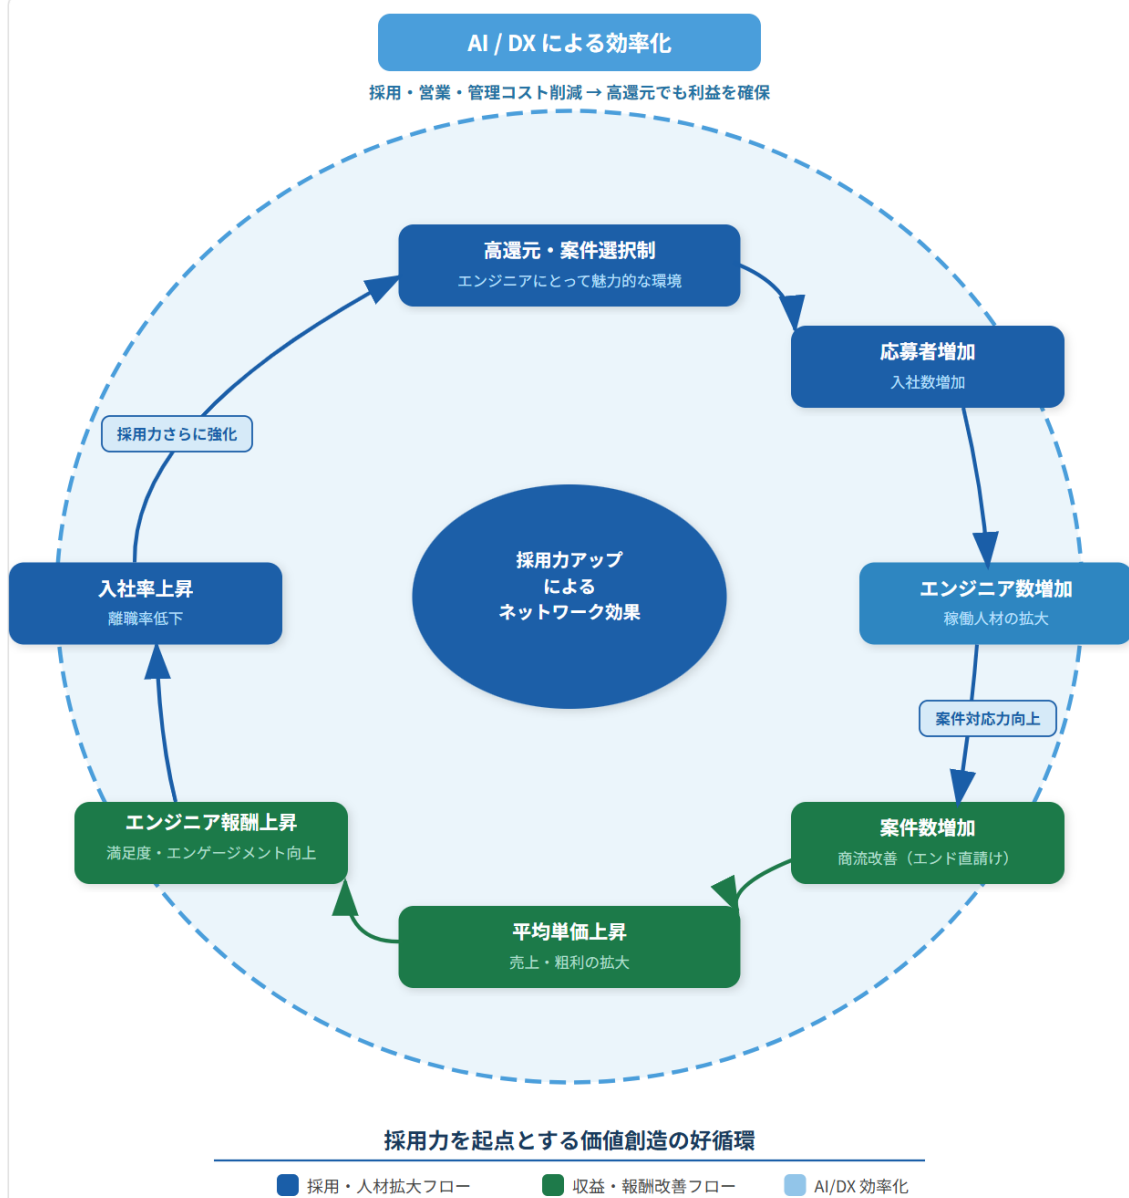 AI / DX による効率化
採用・営業・管理コスト削減 → 高還元でも利益を確保
高還元・案件選択制
エンジニアにとって魅力的な環境
応募者増加
入社数増加
採用力さらに強化
採用力アップ
による
ネットワーク効果
入社率上昇
離職率低下
エンジニア数増加
稼働人材の拡大
案件対応力向上
エンジニア報酬上昇
満足度・エンゲージメント向上
案件数増加
商流改善（エンド直請け）
平均単価上昇
売上・粗利の拡大
採用力を起点とする価値創造の好循環
採用・人材拡大フロー
収益・報酬改善フロー
AI/DX 効率化